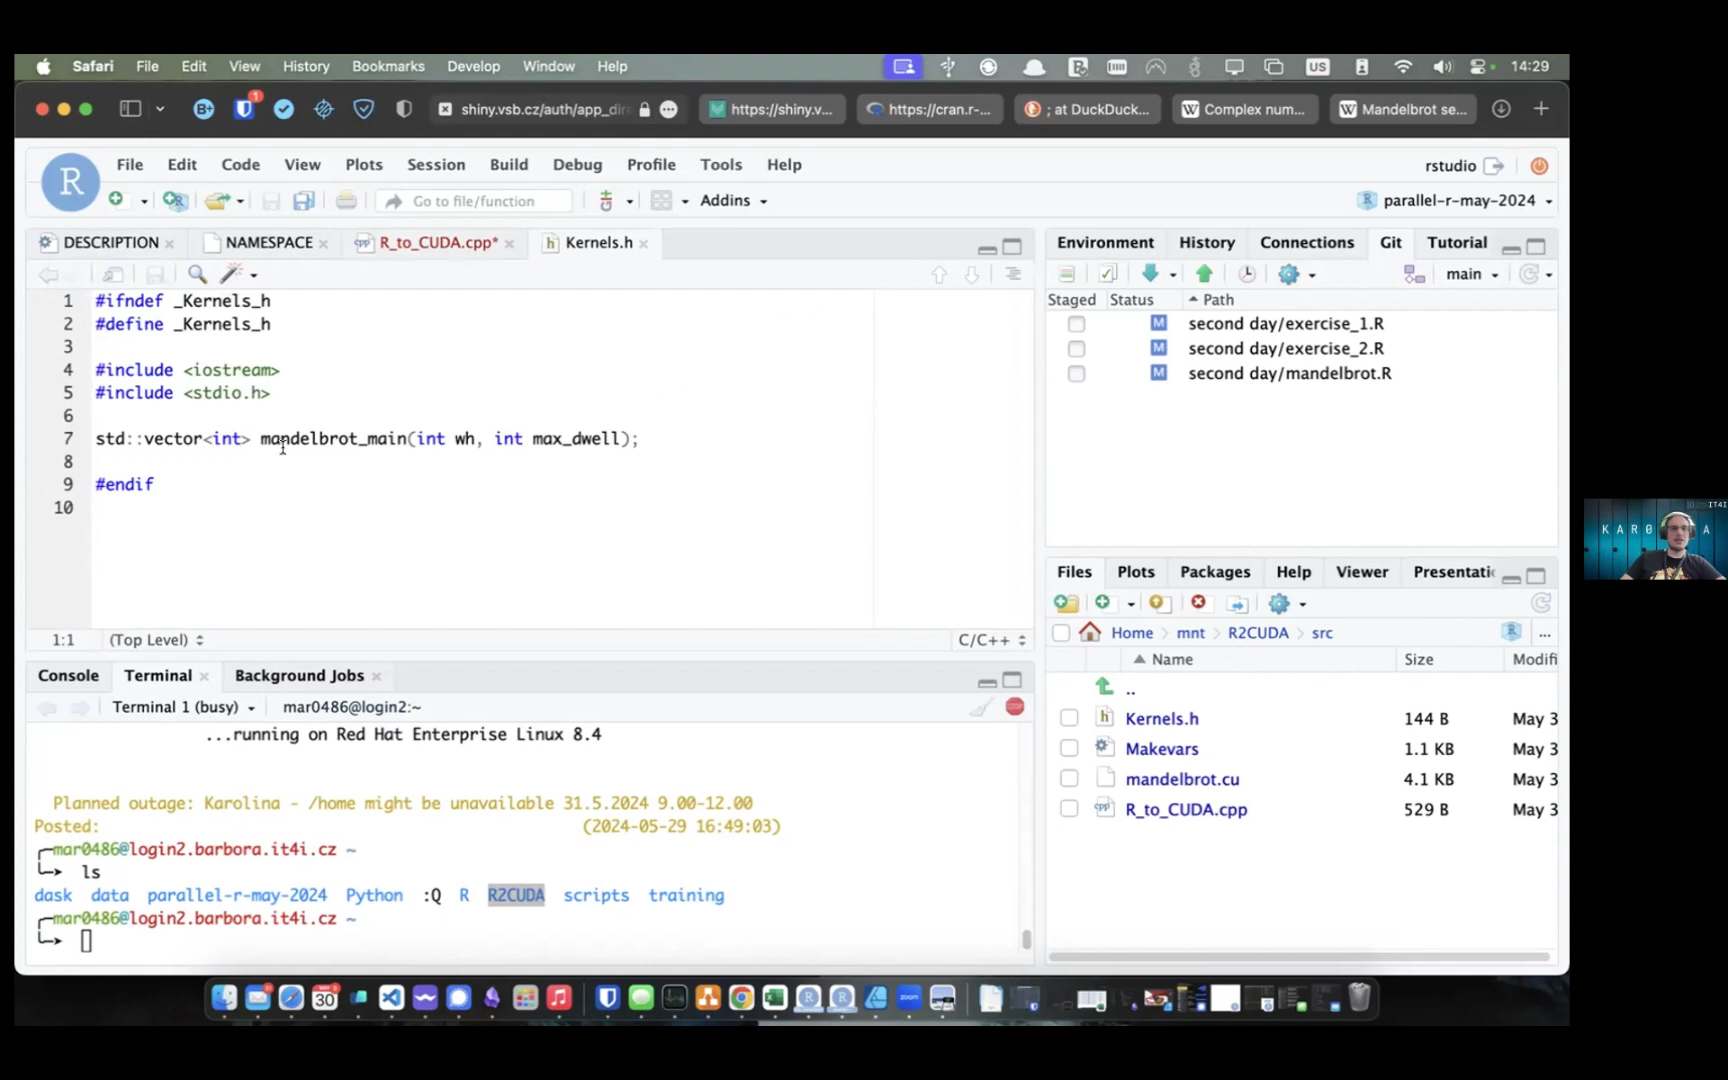 Safari File Edit View History Bookmarks Develop Window Help US 14:29
B+ 1 shiny.vsb.cz/auth/app_dir https://shiny.v... https://cran.r-... ; at DuckDuck... W Complex num... W Mandelbrot se...
R File Edit Code View Plots Session Build Debug Profile Tools Help rstudio
Go to file/function Addins parallel-r-may-2024
DESCRIPTION NAMESPACE R_to_CUDA.cpp* Kernels.h
1 #ifndef _Kernels_h
2 #define _Kernels_h
3
4 #include <iostream>
5 #include <stdio.h>
6
7 std::vector<int> mandelbrot_main(int wh, int max_dwell);
8
9 #endif
10
1:1 (Top Level) C/C++
Console Terminal Background Jobs
Terminal 1 (busy) mar0486@login2:~
...running on Red Hat Enterprise Linux 8.4
Planned outage: Karolina - /home might be unavailable 31.5.2024 9.00-12.00
Posted: (2024-05-29 16:49:03)
mar0486@login2.barbora.it4i.cz ~
ls
dask data parallel-r-may-2024 Python :Q R R2CUDA scripts training
mar0486@login2.barbora.it4i.cz ~
Environment History Connections Git Tutorial
main
Staged Status Path
M second day/exercise_1.R
M second day/exercise_2.R
M second day/mandelbrot.R
Files Plots Packages Help Viewer Presentati
Home mnt R2CUDA src ...
Name Size Modifi
..
h Kernels.h 144 B May 3
Makevars 1.1 KB May 3
mandelbrot.cu 4.1 KB May 3
cpp R_to_CUDA.cpp 529 B May 3
IT4I
K A R O A
30
zoom